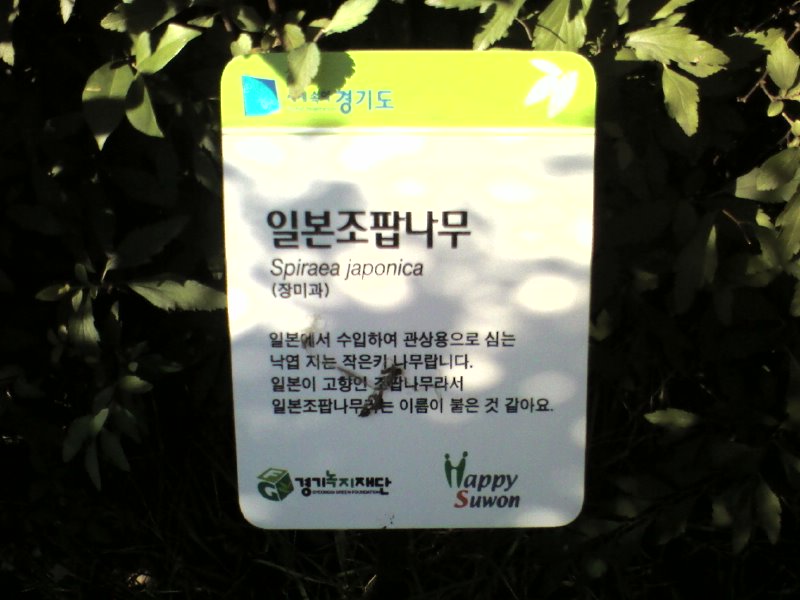 경기도
일본조팝나무
Spiraea japonica
(장미과)
일본에서 수입하여 관상용으로 심는
낙엽 지는 작은키 나무랍니다.
일본이 고향인 조팝나무라서
일본조팝나무라는 이름이 붙은 것 같아요.
경기녹지재단
GYEONGGI GREEN FOUNDATION
Happy
Suwon